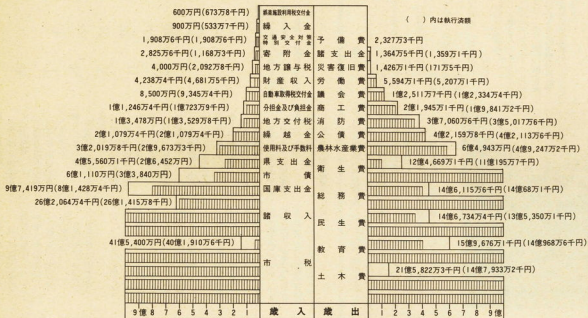 ( )内は執行済額
600万円(673万8千円) 娯楽施設利用税交付金
900万円(533万7千円) 繰入金
1,908万6千円(1,908万6千円) 交通安全対策特別交付金
2,825万6千円(1,168万3千円) 寄附金
4,000万円(2,092万8千円) 地方譲与税
4,238万4千円(4,681万5千円) 財産収入
8,500万円(9,345万4千円) 自動車取得税交付金
1億1,246万4千円(1億723万9千円) 分担金及び負担金
1億3,478万円(1億3,529万8千円) 地方交付税
2億1,079万4千円(2億1,079万4千円) 繰越金
3億2,019万8千円(2億9,673万3千円) 使用料及び手数料
4億5,560万1千円(2億6,452万円) 県支出金
6億1,110万円(3億3,840万円) 市債
9億7,419万円(8億1,428万4千円) 国庫支出金
26億2,064万4千円(26億1,415万8千円) 諸収入
41億5,400万円(40億1,910万6千円) 市税
予備費 2,327万3千円
諸支出金 1,364万5千円(1,359万1千円)
災害復旧費 1,426万1千円(171万5千円)
労働費 5,594万1千円(5,207万1千円)
議会費 1億2,511万7千円(1億2,334万4千円)
商工費 2億1,945万1千円(1億9,841万2千円)
消防費 3億7,060万6千円(3億5,017万6千円)
公債費 4億2,159万8千円(4億2,113万6千円)
農林水産業費 6億4,943万円(4億9,247万2千円)
衛生費 12億4,669万1千円(11億195万7千円)
総務費 14億6,115万6千円(14億68万1千円)
民生費 14億6,734万4千円(13億5,350万1千円)
教育費 15億9,676万1千円(14億968万6千円)
土木費 21億5,822万3千円(14億7,933万2千円)
9億 8 7 6 5 4 3 2 1 歳入 歳出 1 2 3 4 5 6 7 8 9億